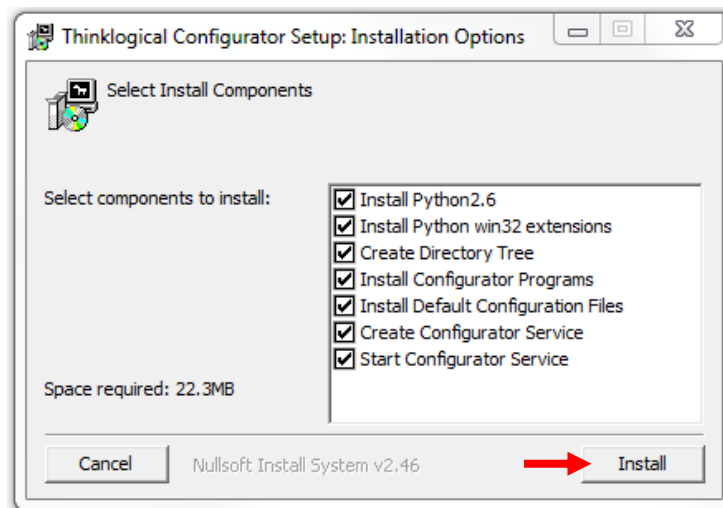 Thinklogical Configurator Setup: Installation Options
Select Install Components
Select components to install:
Install Python2.6
Install Python win32 extensions
Create Directory Tree
Install Configurator Programs
Install Default Configuration Files
Create Configurator Service
Start Configurator Service
Space required: 22.3MB
Cancel
Nullsoft Install System v2.46
Install